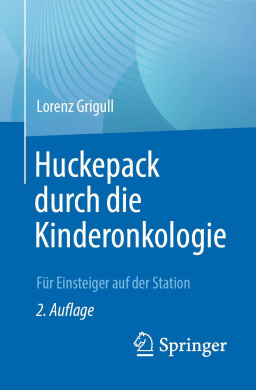 Lorenz Grigull
Huckepack
durch die
Kinderonkologie
Für Einsteiger auf der Station
2. Auflage
Springer